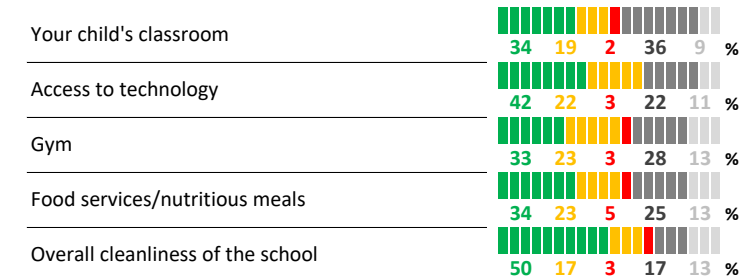 Your child's classroom
34 19 2 36 9 %
Access to technology
42 22 3 22 11 %
Gym
33 23 3 28 13 %
Food services/nutritious meals
34 23 5 25 13 %
Overall cleanliness of the school
50 17 3 17 13 %